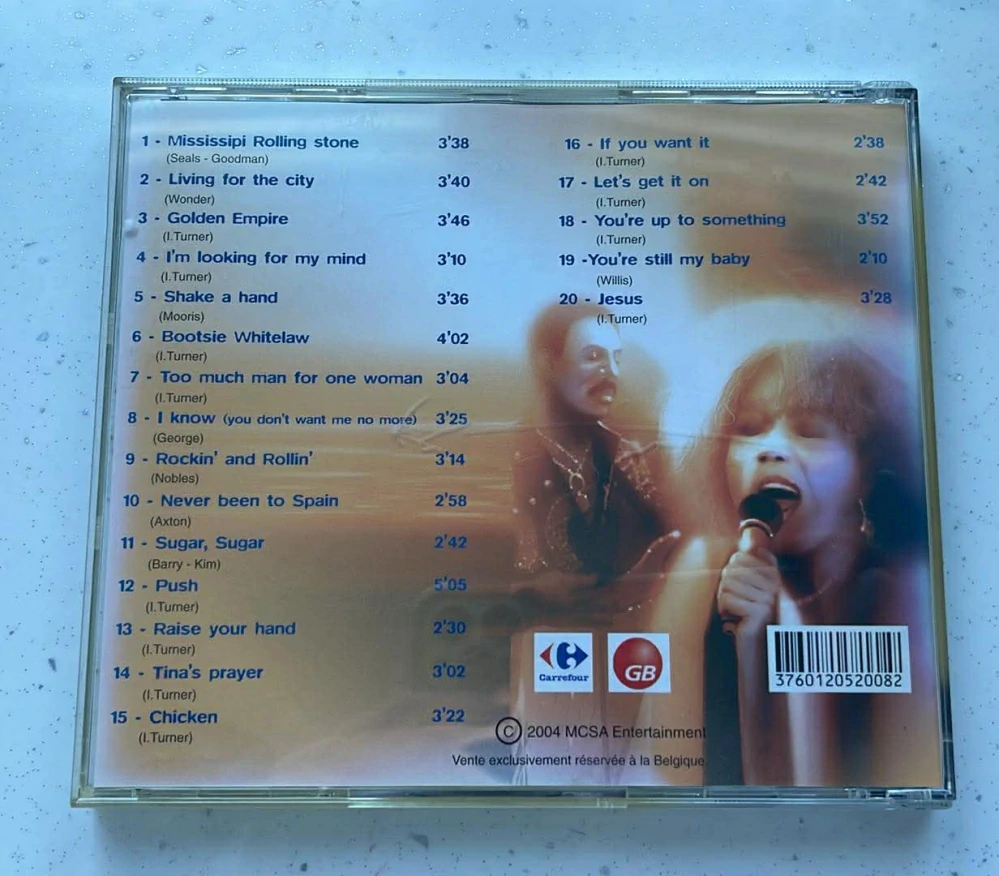 1 - Mississipi Rolling stone 3'38
(Seals - Goodman)
2 - Living for the city 3'40
(Wonder)
3 - Golden Empire 3'46
(I.Turner)
4 - I'm looking for my mind 3'10
(I.Turner)
5 - Shake a hand 3'36
(Mooris)
6 - Bootsie Whitelaw 4'02
(I.Turner)
7 - Too much man for one woman 3'04
(I.Turner)
8 - I know (you don't want me no more) 3'25
(George)
9 - Rockin' and Rollin' 3'14
(Nobles)
10 - Never been to Spain 2'58
(Axton)
11 - Sugar, Sugar 2'42
(Barry - Kim)
12 - Push 5'05
(I.Turner)
13 - Raise your hand 2'30
(I.Turner)
14 - Tina's prayer 3'02
(I.Turner)
15 - Chicken 3'22
(I.Turner)
16 - If you want it 2'38
(I.Turner)
17 - Let's get it on 2'42
(I.Turner)
18 - You're up to something 3'52
(I.Turner)
19 -You're still my baby 2'10
(Willis)
20 - Jesus 3'28
(I.Turner)
Carrefour
GB
3760120520082
© 2004 MCSA Entertainment
Vente exclusivement réservée à la Belgique